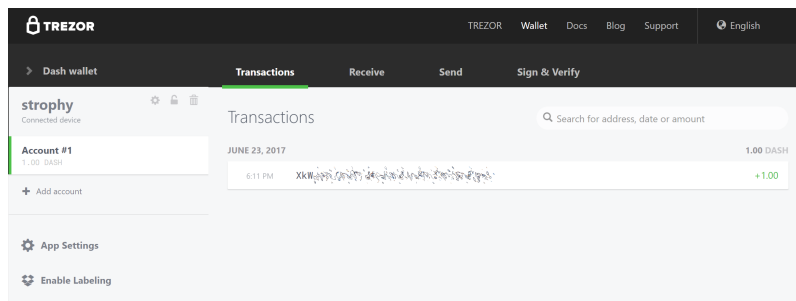 TREZOR
TREZOR Wallet Docs Blog Support English
Dash wallet
Transactions Receive Send Sign & Verify
strophy
Connected device
Account #1
1.00 DASH
Add account
App Settings
Enable Labeling
Transactions
Search for address, date or amount
JUNE 23, 2017 1.00 DASH
6:11 PM XkW +1.00